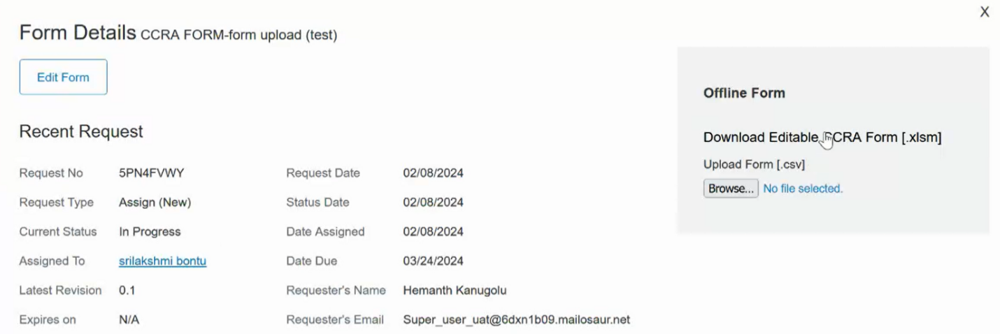 X
Form Details CCRA FORM-form upload (test)
Edit Form
Recent Request
Request No 5PN4FVWY Request Date 02/08/2024
Request Type Assign (New) Status Date 02/08/2024
Current Status In Progress Date Assigned 02/08/2024
Assigned To srilakshmi bontu Date Due 03/24/2024
Latest Revision 0.1 Requester's Name Hemanth Kanugolu
Expires on N/A Requester's Email Super_user_uat@6dxn1b09.mailosaur.net
Offline Form
Download Editable CCRA Form [.xlsm]
Upload Form [.csv]
Browse... No file selected.